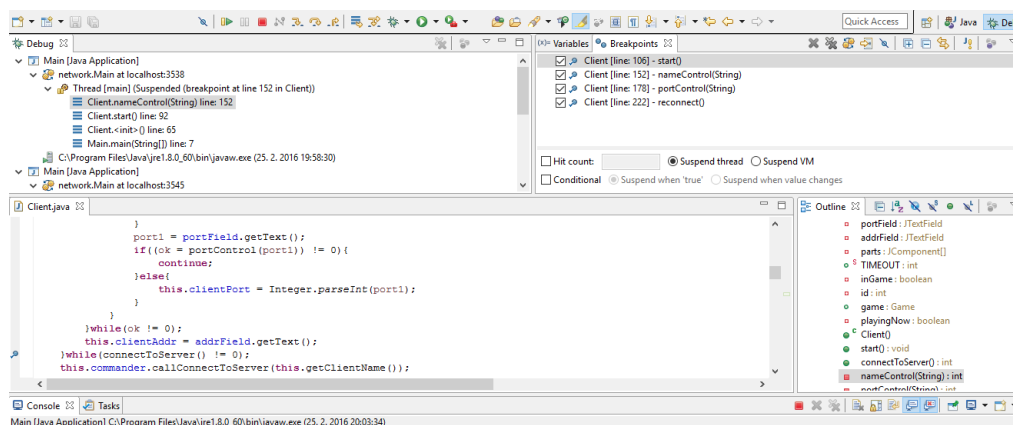 Quick Access
Java
De
Debug
Main [Java Application]
network.Main at localhost:3538
Thread [main] (Suspended (breakpoint at line 152 in Client))
Client.nameControl(String) line: 152
Client.start() line: 92
Client.<init>() line: 65
Main.main(String[]) line: 7
C:\Program Files\Java\jre1.8.0_60\bin\javaw.exe (25. 2. 2016 19:58:30)
Main [Java Application]
network.Main at localhost:3545
(x)= Variables
Breakpoints
Client [line: 106] - start()
Client [line: 152] - nameControl(String)
Client [line: 178] - portControl(String)
Client [line: 222] - reconnect()
Hit count:
Suspend thread
Suspend VM
Conditional
Suspend when 'true'
Suspend when value changes
Client.java
}
port1 = portField.getText();
if((ok = portControl(port1)) != 0){
continue;
}else{
this.clientPort = Integer.parseInt(port1);
}
}
}while(ok != 0);
this.clientAddr = addrField.getText();
}while(connectToServer() != 0);
this.commander.callConnectToServer(this.getClientName());
Outline
portField : JTextField
addrField : JTextField
parts : JComponent[]
S TIMEOUT : int
inGame : boolean
id : int
game : Game
playingNow : boolean
C Client()
start() : void
connectToServer() : int
nameControl(String) : int
portControl(String) : int
Console
Tasks
Main [Java Application] C:\Program Files\Java\jre1.8.0_60\bin\javaw.exe (25. 2. 2016 20:03:34)